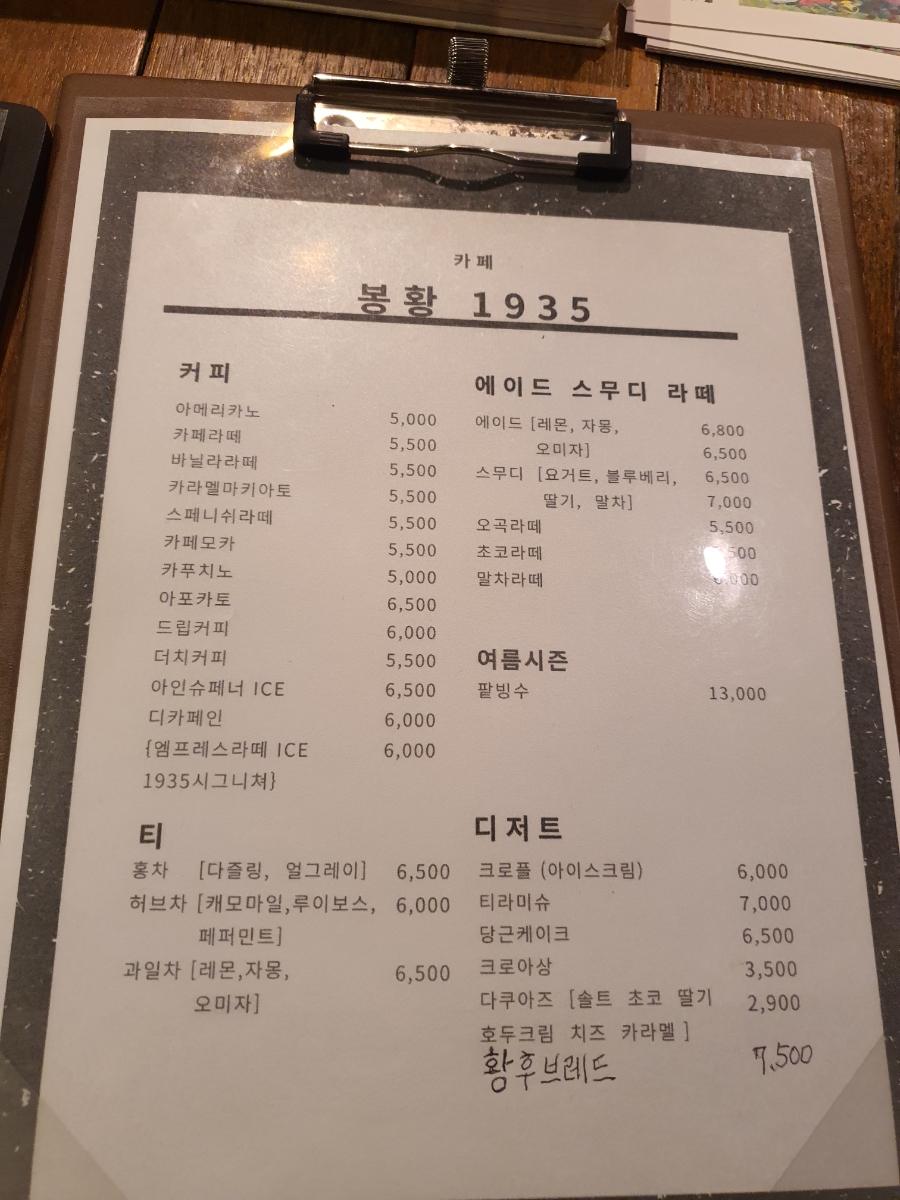 카페
봉황 1935
커피
아메리카노 5,000
카페라떼 5,500
바닐라라떼 5,500
카라멜마키아토 5,500
스페니쉬라떼 5,500
카페모카 5,500
카푸치노 5,000
아포카토 6,500
드립커피 6,000
더치커피 5,500
아인슈페너 ICE 6,500
디카페인 6,000
{엠프레스라떼 ICE 6,000
1935시그니쳐}
티
홍차 [다즐링, 얼그레이] 6,500
허브차 [캐모마일,루이보스, 6,000
페퍼민트]
과일차 [레몬,자몽, 6,500
오미자]
에이드 스무디 라떼
에이드 [레몬, 자몽, 6,800
오미자] 6,500
스무디 [요거트, 블루베리, 6,500
딸기, 말차] 7,000
오곡라떼 5,500
초코라떼
말차라떼
여름시즌
팥빙수 13,000
디저트
크로플 (아이스크림) 6,000
티라미슈 7,000
당근케이크 6,500
크로아상 3,500
다쿠아즈 [솔트 초코 딸기 2,900
호두크림 치즈 카라멜 ]
황후브레드 7,500